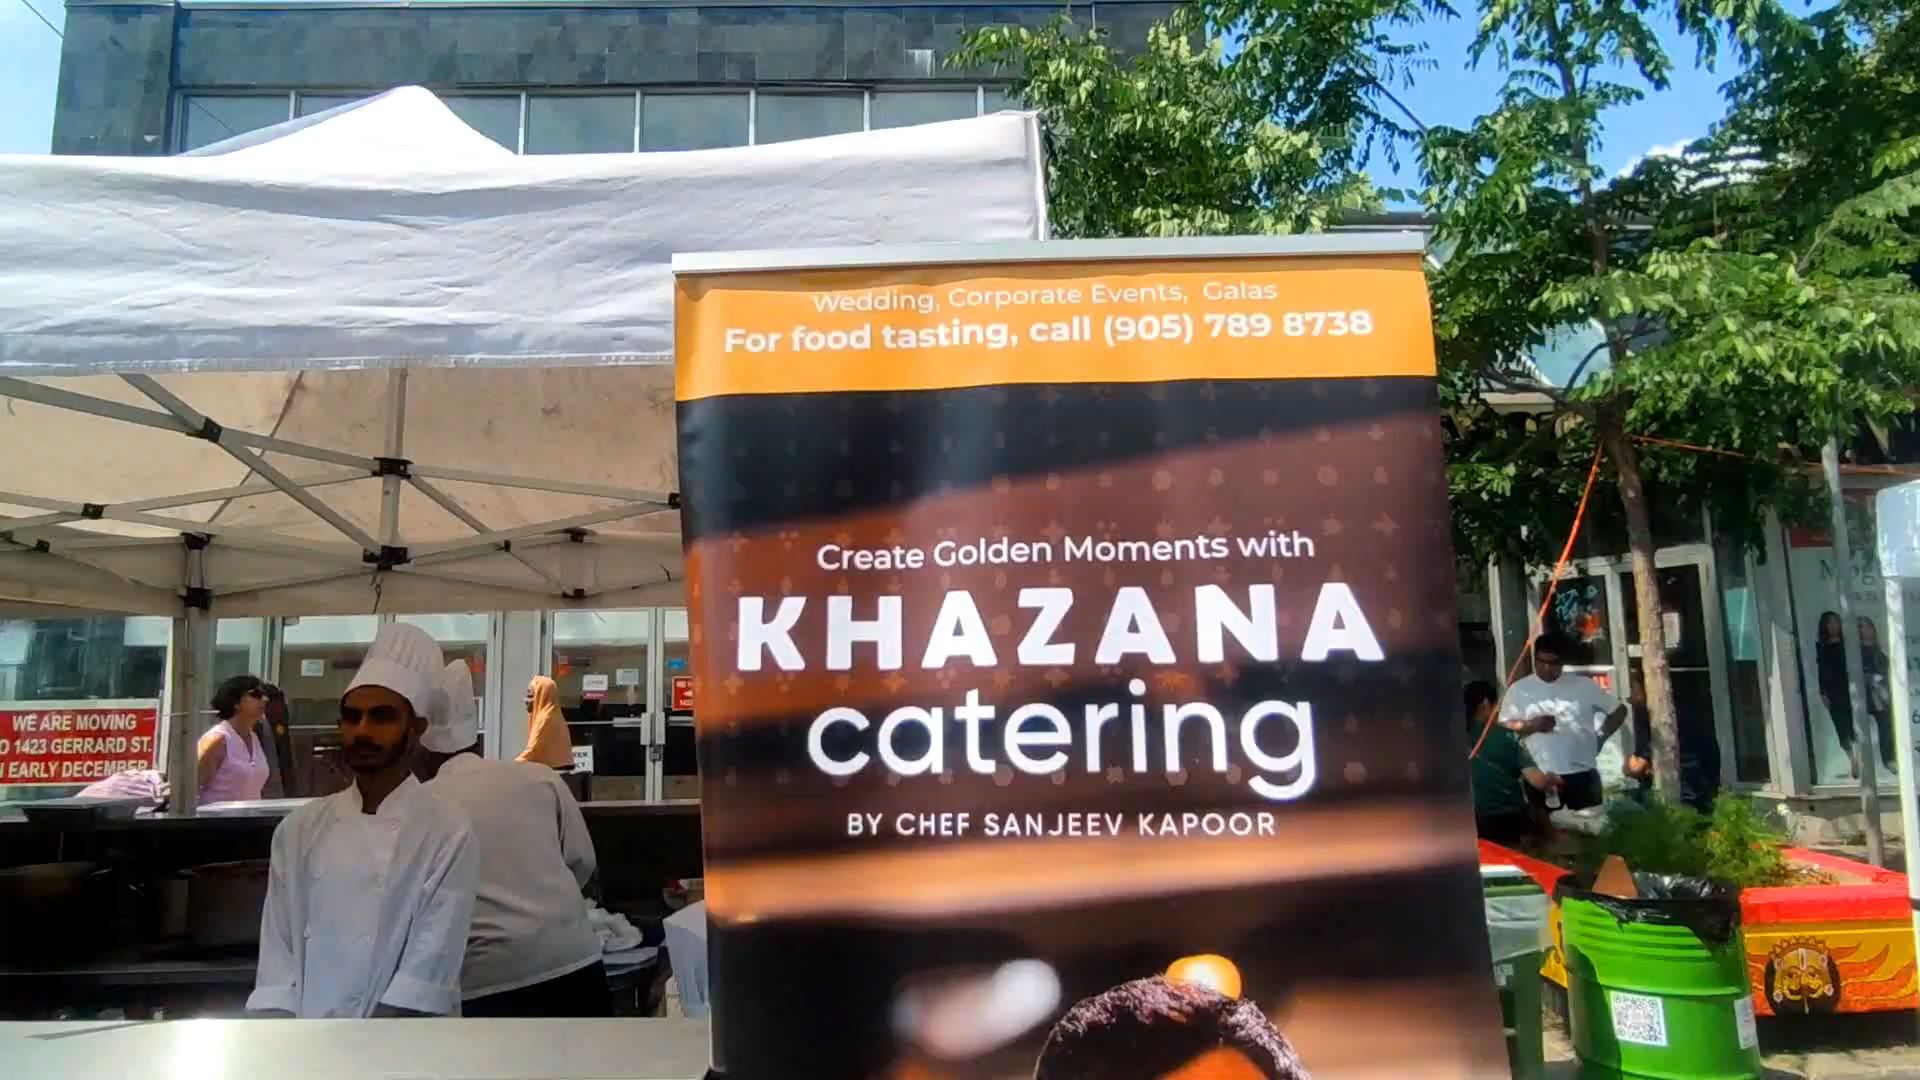 Wedding, Corporate Events, Galas
For food tasting, call (905) 789 8738
Create Golden Moments with
KHAZANA
catering
BY CHEF SANJEEV KAPOOR
WE ARE MOVING
O 1423 GERRARD ST.
EARLY DECEMBER